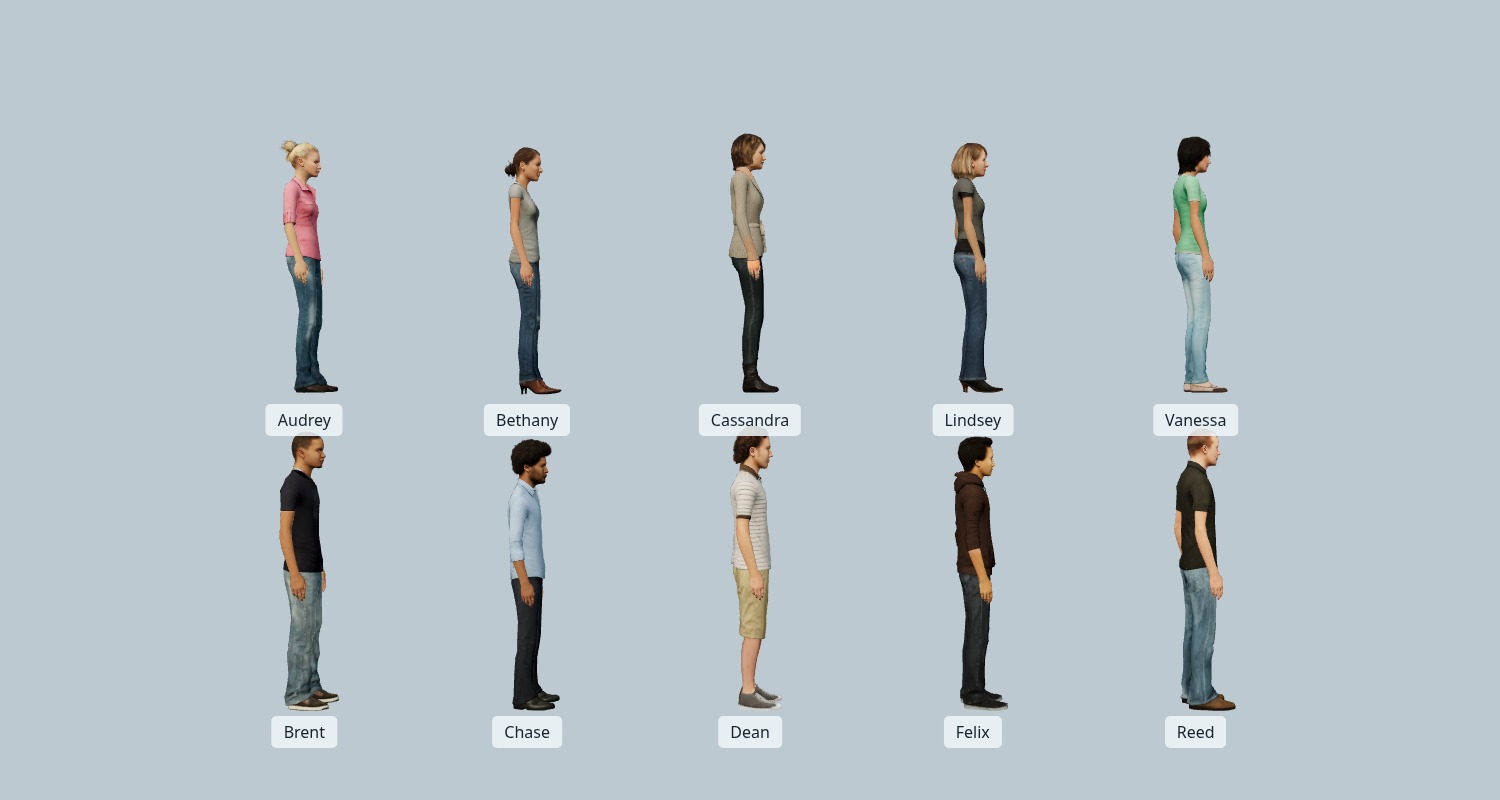 Audrey
Bethany
Cassandra
Lindsey
Vanessa
Brent
Chase
Dean
Felix
Reed